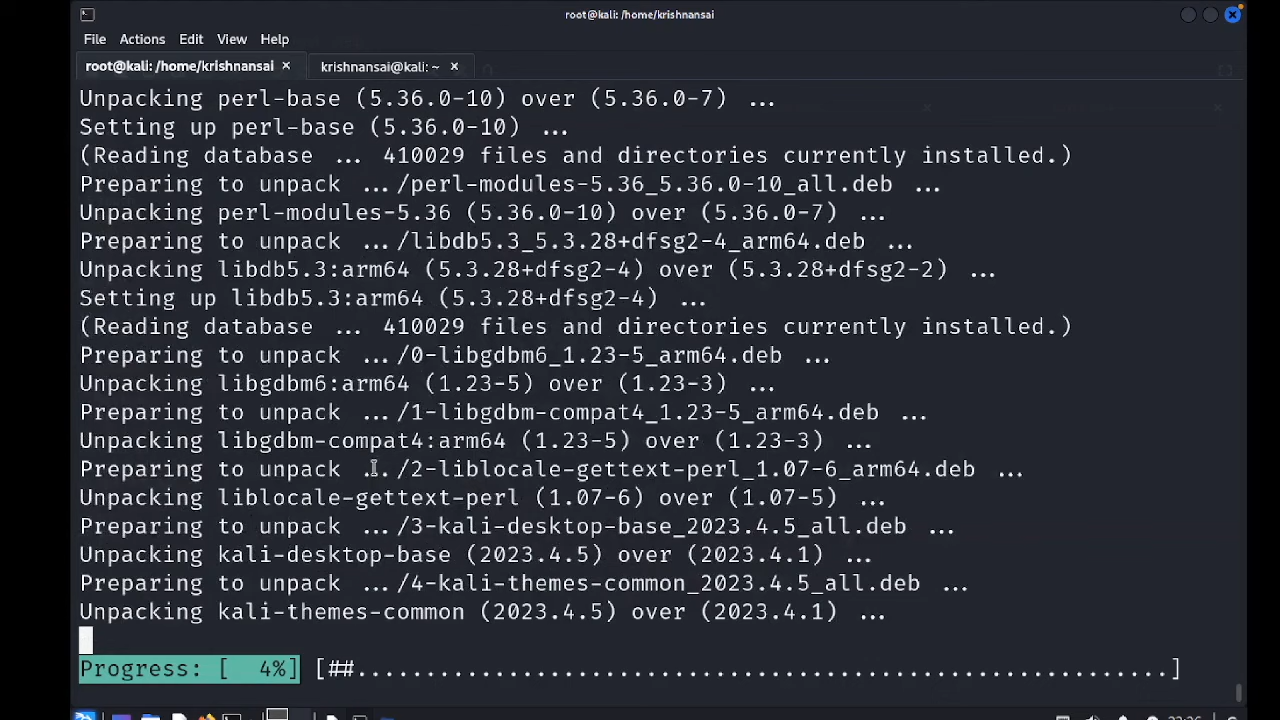 root@kali: /home/krishnansai
File Actions Edit View Help
root@kali: /home/krishnansai × krishnansai@kali: ~ ×
Unpacking perl-base (5.36.0-10) over (5.36.0-7) ...
Setting up perl-base (5.36.0-10) ...
(Reading database ... 410029 files and directories currently installed.)
Preparing to unpack .../perl-modules-5.36_5.36.0-10_all.deb ...
Unpacking perl-modules-5.36 (5.36.0-10) over (5.36.0-7) ...
Preparing to unpack .../libdb5.3_5.3.28+dfsg2-4_arm64.deb ...
Unpacking libdb5.3:arm64 (5.3.28+dfsg2-4) over (5.3.28+dfsg2-2) ...
Setting up libdb5.3:arm64 (5.3.28+dfsg2-4) ...
(Reading database ... 410029 files and directories currently installed.)
Preparing to unpack .../0-libgdbm6_1.23-5_arm64.deb ...
Unpacking libgdbm6:arm64 (1.23-5) over (1.23-3) ...
Preparing to unpack .../1-libgdbm-compat4_1.23-5_arm64.deb ...
Unpacking libgdbm-compat4:arm64 (1.23-5) over (1.23-3) ...
Preparing to unpack .../2-liblocale-gettext-perl_1.07-6_arm64.deb ...
Unpacking liblocale-gettext-perl (1.07-6) over (1.07-5) ...
Preparing to unpack .../3-kali-desktop-base_2023.4.5_all.deb ...
Unpacking kali-desktop-base (2023.4.5) over (2023.4.1) ...
Preparing to unpack .../4-kali-themes-common_2023.4.5_all.deb ...
Unpacking kali-themes-common (2023.4.5) over (2023.4.1) ...
Progress: [  4%] [##...........................................................]